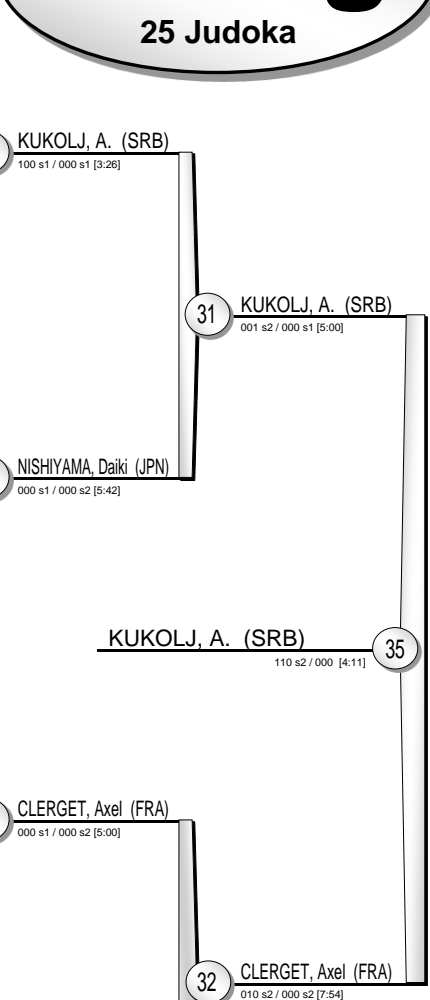 25 Judoka
KUKOLJ, A. (SRB)
100 s1 / 000 s1 [3:26]
31
KUKOLJ, A. (SRB)
001 s2 / 000 s1 [5:00]
NISHIYAMA, Daiki (JPN)
000 s1 / 000 s2 [5:42]
KUKOLJ, A. (SRB)
35
110 s2 / 000 [4:11]
CLERGET, Axel (FRA)
000 s1 / 000 s2 [5:00]
32
CLERGET, Axel (FRA)
010 s2 / 000 s2 [7:54]